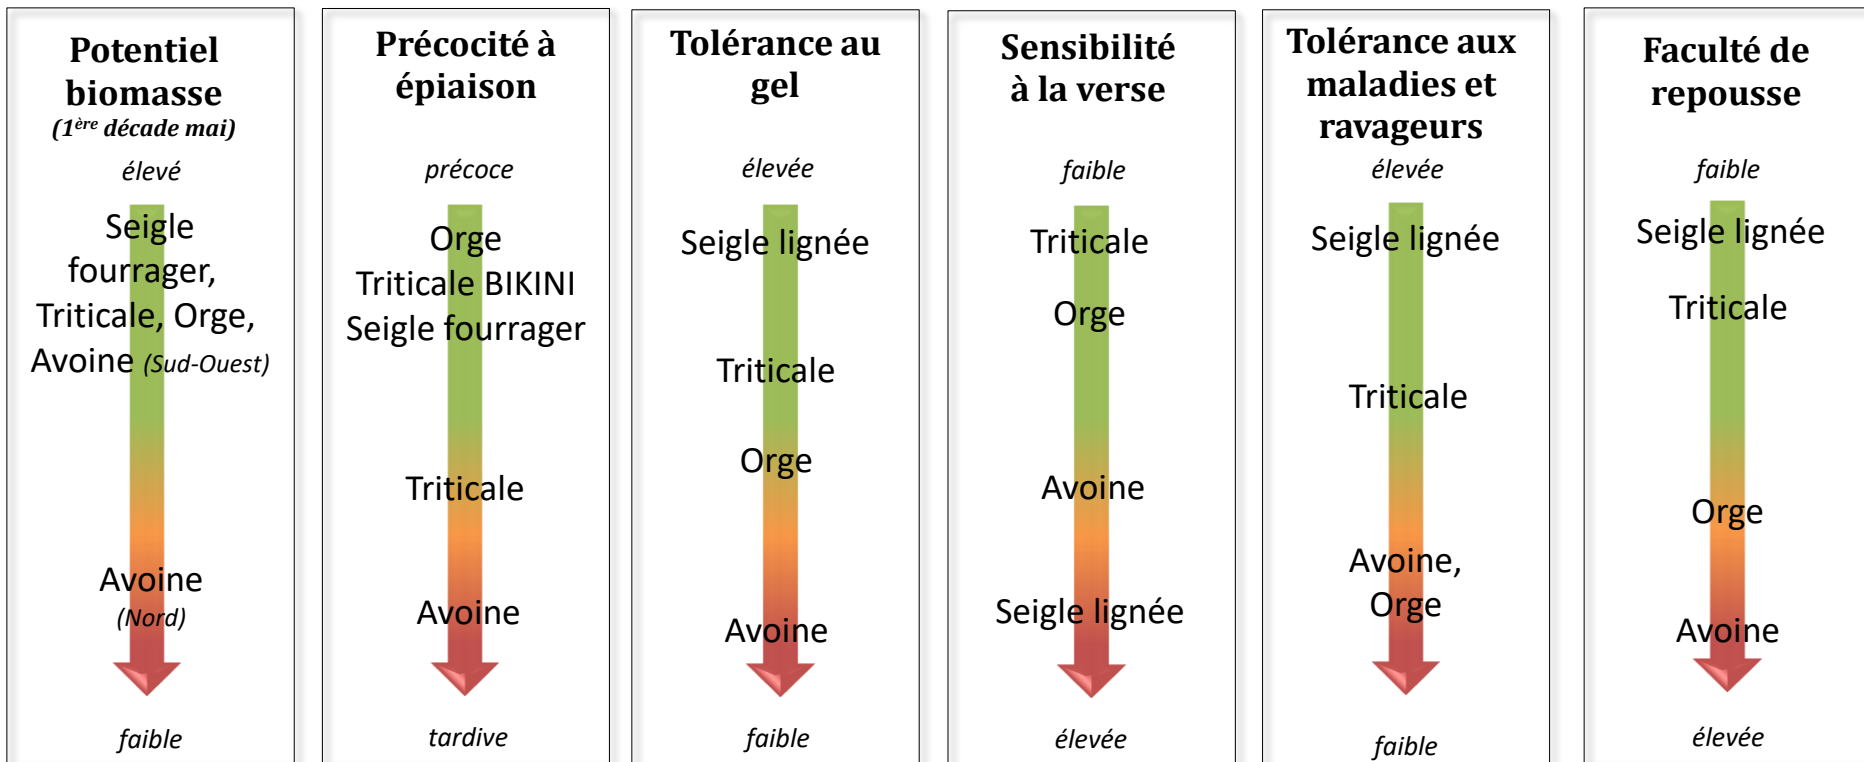 Potentiel
biomasse
(1ère décade mai)
élevé
Seigle
fourrager,
Triticale, Orge,
Avoine (Sud-Ouest)
Avoine
(Nord)
faible
Précocité à
épiaison
précoce
Orge
Triticale BIKINI
Seigle fourrager
Triticale
Avoine
tardive
Tolérance au
gel
élevée
Seigle lignée
Triticale
Orge
Avoine
faible
Sensibilité
à la verse
faible
Triticale
Orge
Avoine
Seigle lignée
élevée
Tolérance aux
maladies et
ravageurs
élevée
Seigle lignée
Triticale
Avoine,
Orge
faible
Faculté de
repousse
faible
Seigle lignée
Triticale
Orge
Avoine
élevée